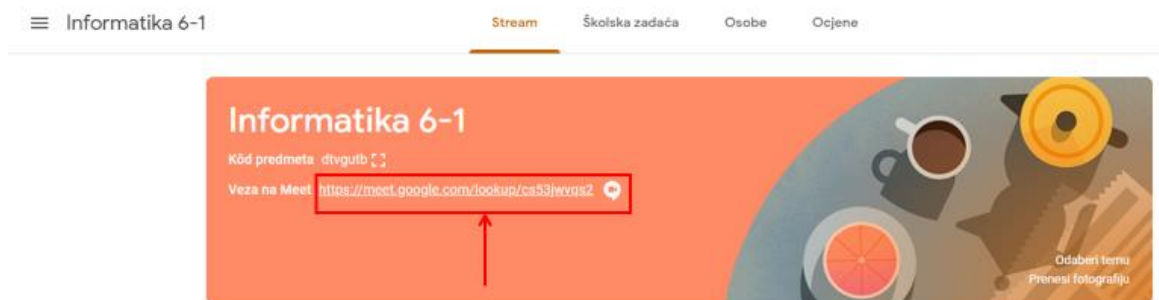 Informatika 6-1
Stream Školska zadaća Osobe Ocjene
Informatika 6-1
Kôd predmeta dtvgutb
Veza na Meet https://meet.google.com/lookup/cs53jwvqs2
Odaberi temu
Prenesi fotografiju